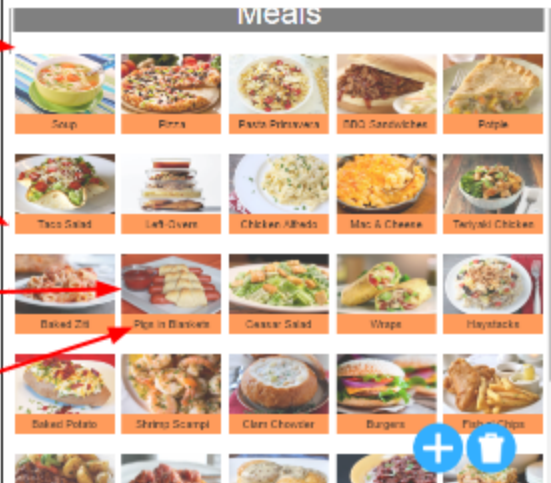 Meals
Soup Pizza Pasta Primavera BBQ Sandwiches Potpie
Taco Salad Left-Overs Chicken Alfredo Mac & Cheese Teriyaki Chicken
Baked Ziti Pigs in Blankets Ceasar Salad Wraps Haystacks
Baked Potato Shrimp Scampi Clam Chowder Burgers Fish Chips